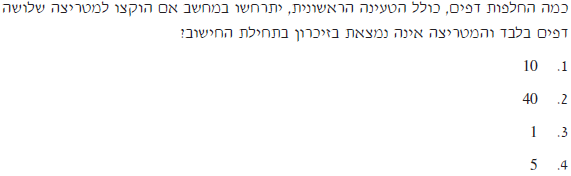 כמה החלפות דפים, כולל הטעינה הראשונית, יתרחשו במחשב אם הוקצו למטריצה שלושה
דפים בלבד והמטריצה אינה נמצאת בזיכרון בתחילת החישוב?
1. 10
2. 40
3. 1
4. 5